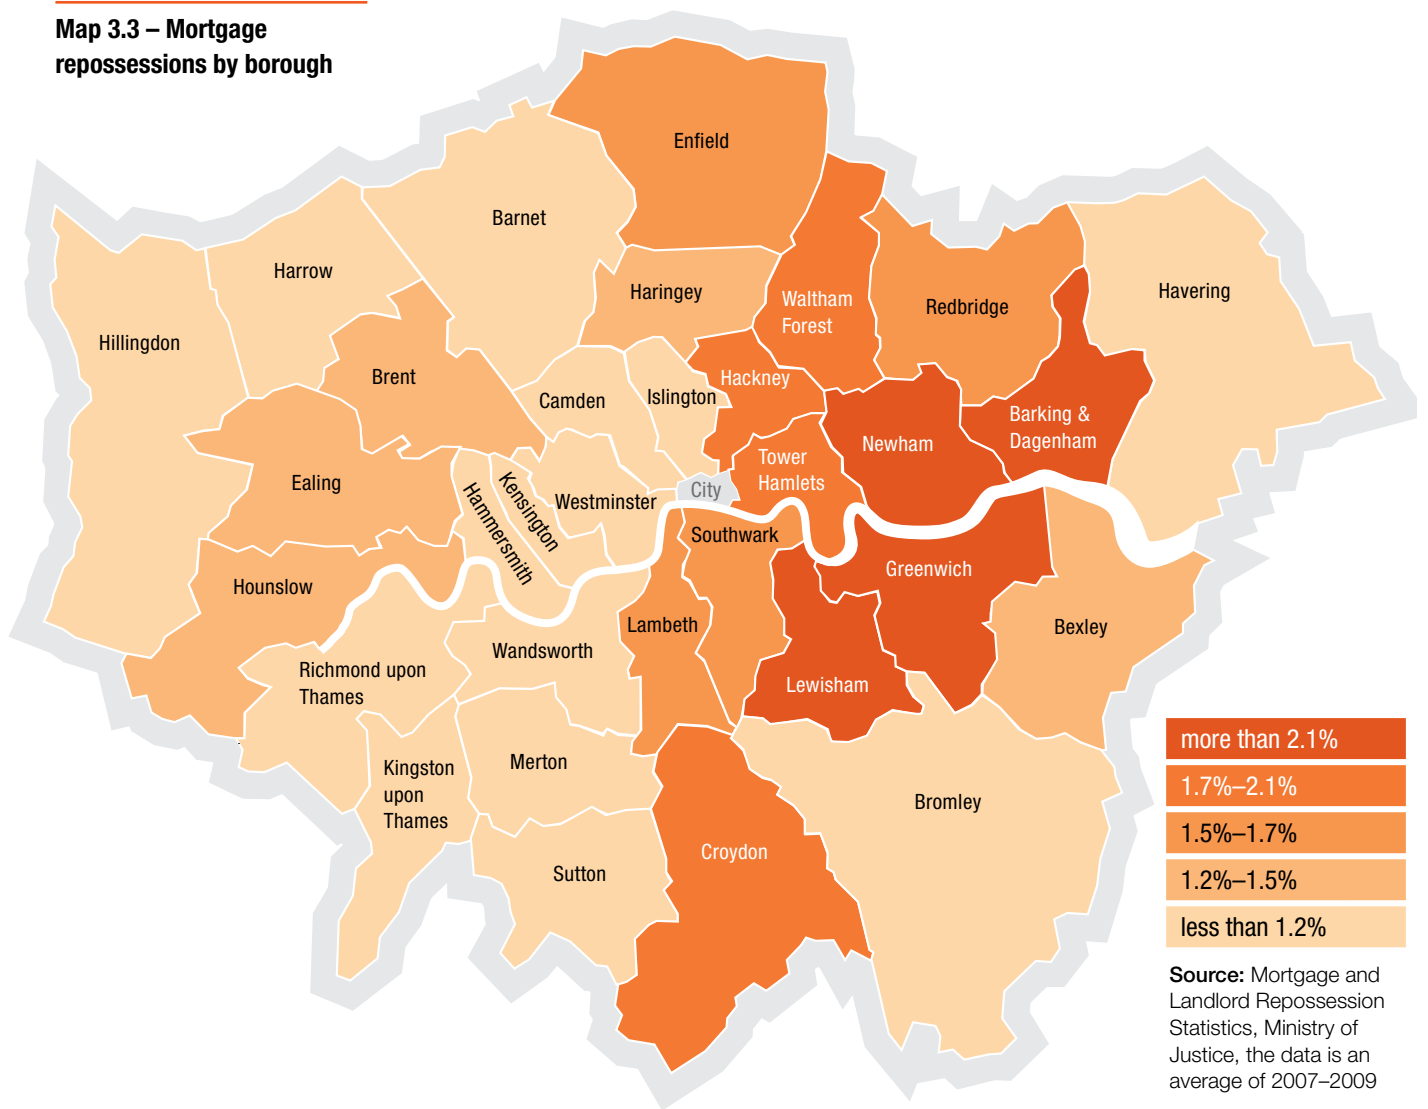 Map 3.3 – Mortgage
repossessions by borough
Enfield
Barnet
Harrow
Haringey
Waltham
Forest
Redbridge
Havering
Hillingdon
Brent
Hackney
Camden
Islington
Barking &
Dagenham
Newham
Ealing
Tower
Hamlets
City
Westminster
Kensington
Hammersmith
Southwark
Greenwich
Hounslow
Lambeth
Bexley
Wandsworth
Richmond upon
Thames
Lewisham
Kingston
upon
Thames
Merton
Bromley
Croydon
Sutton
more than 2.1%
1.7%–2.1%
1.5%–1.7%
1.2%–1.5%
less than 1.2%
Source: Mortgage and
Landlord Repossession
Statistics, Ministry of
Justice, the data is an
average of 2007–2009